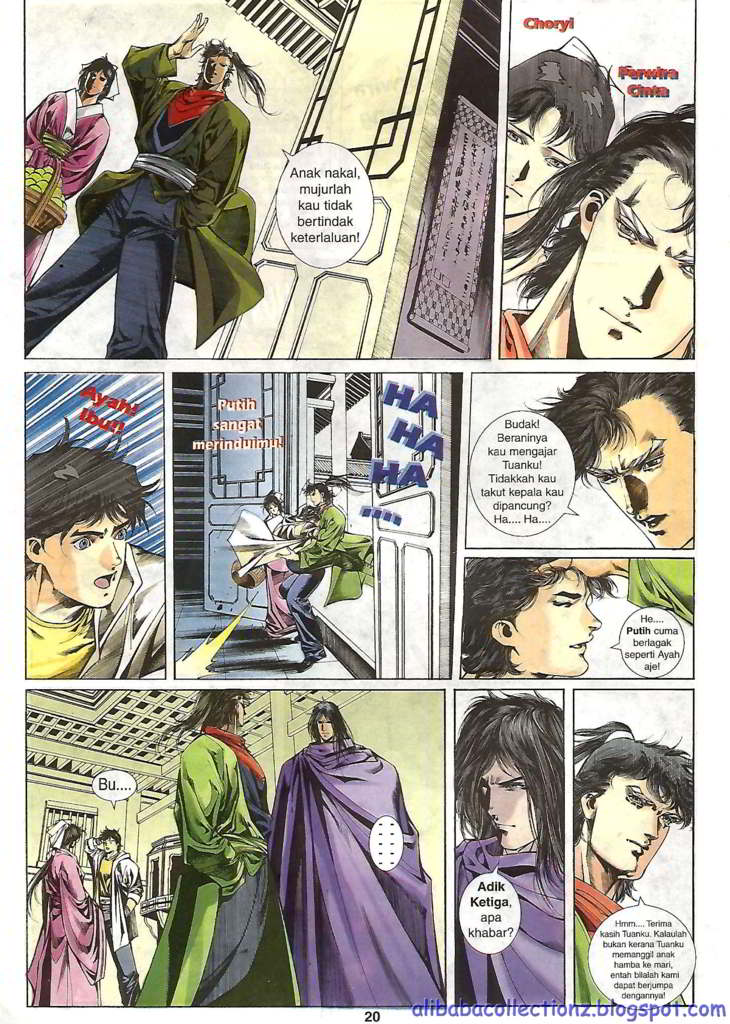 Anak nakal,
mujurlah
kau tidak
bertindak
keterlaluan!
Choryi
Perwira
Cinta
Ayah!
Ibu!!
Putih
sangat
merinduimu!
HA
HA
HA
....
Budak!
Beraninya
kau mengajar
Tuanku!
Tidakkah kau
takut kepala kau
dipancung?
Ha.... Ha....
He....
Putih cuma
berlagak
seperti Ayah
aje!
Bu....
Adik
Ketiga,
apa
khabar?
Hmm.... Terima
kasih Tuanku. Kalaulah
bukan kerana Tuanku
memanggil anak
hamba ke mari,
entah bilalah kami
dapat berjumpa
dengannya!
20
alibabacollectionz.blogspot.com